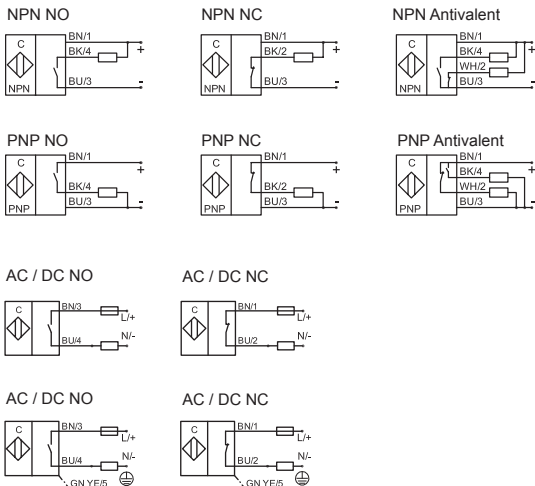 NPN NO
NPN NC
NPN Antivalent
C
BN/1
BK/4
+
NPN
BU/3
-
C
BN/1
BK/2
+
NPN
BU/3
-
C
BN/1
BK/4
+
WH/2
NPN
BU/3
-
PNP NO
PNP NC
PNP Antivalent
C
BN/1
+
BK/4
PNP
BU/3
-
C
BN/1
+
BK/2
PNP
BU/3
-
C
BN/1
+
BK/4
WH/2
PNP
BU/3
-
AC / DC NO
AC / DC NC
C
BN/3
L/+
N/-
BU/4
C
BN/1
L/+
N/-
BU/2
AC / DC NO
AC / DC NC
C
BN/3
L/+
N/-
BU/4
GN YE/5
C
BN/1
L/+
N/-
BU/2
GN YE/5